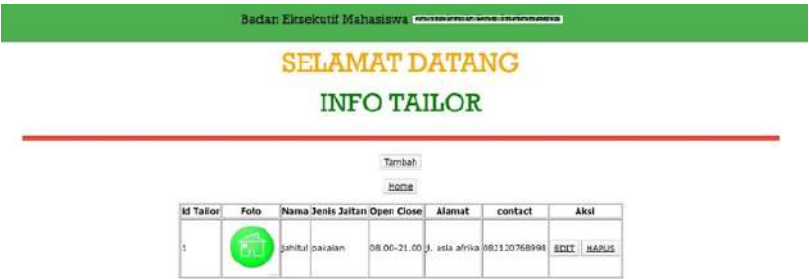 Badan Eksekutif Mahasiswa
SELAMAT DATANG
INFO TAILOR
Tambah
Home
id Tailor Foto Nama Jenis Jaitan Open Close Alamat contact Aksi
1 jahitul pakaian 08.00-21.00 jl. asia afrika 082120768998 EDIT HAPUS